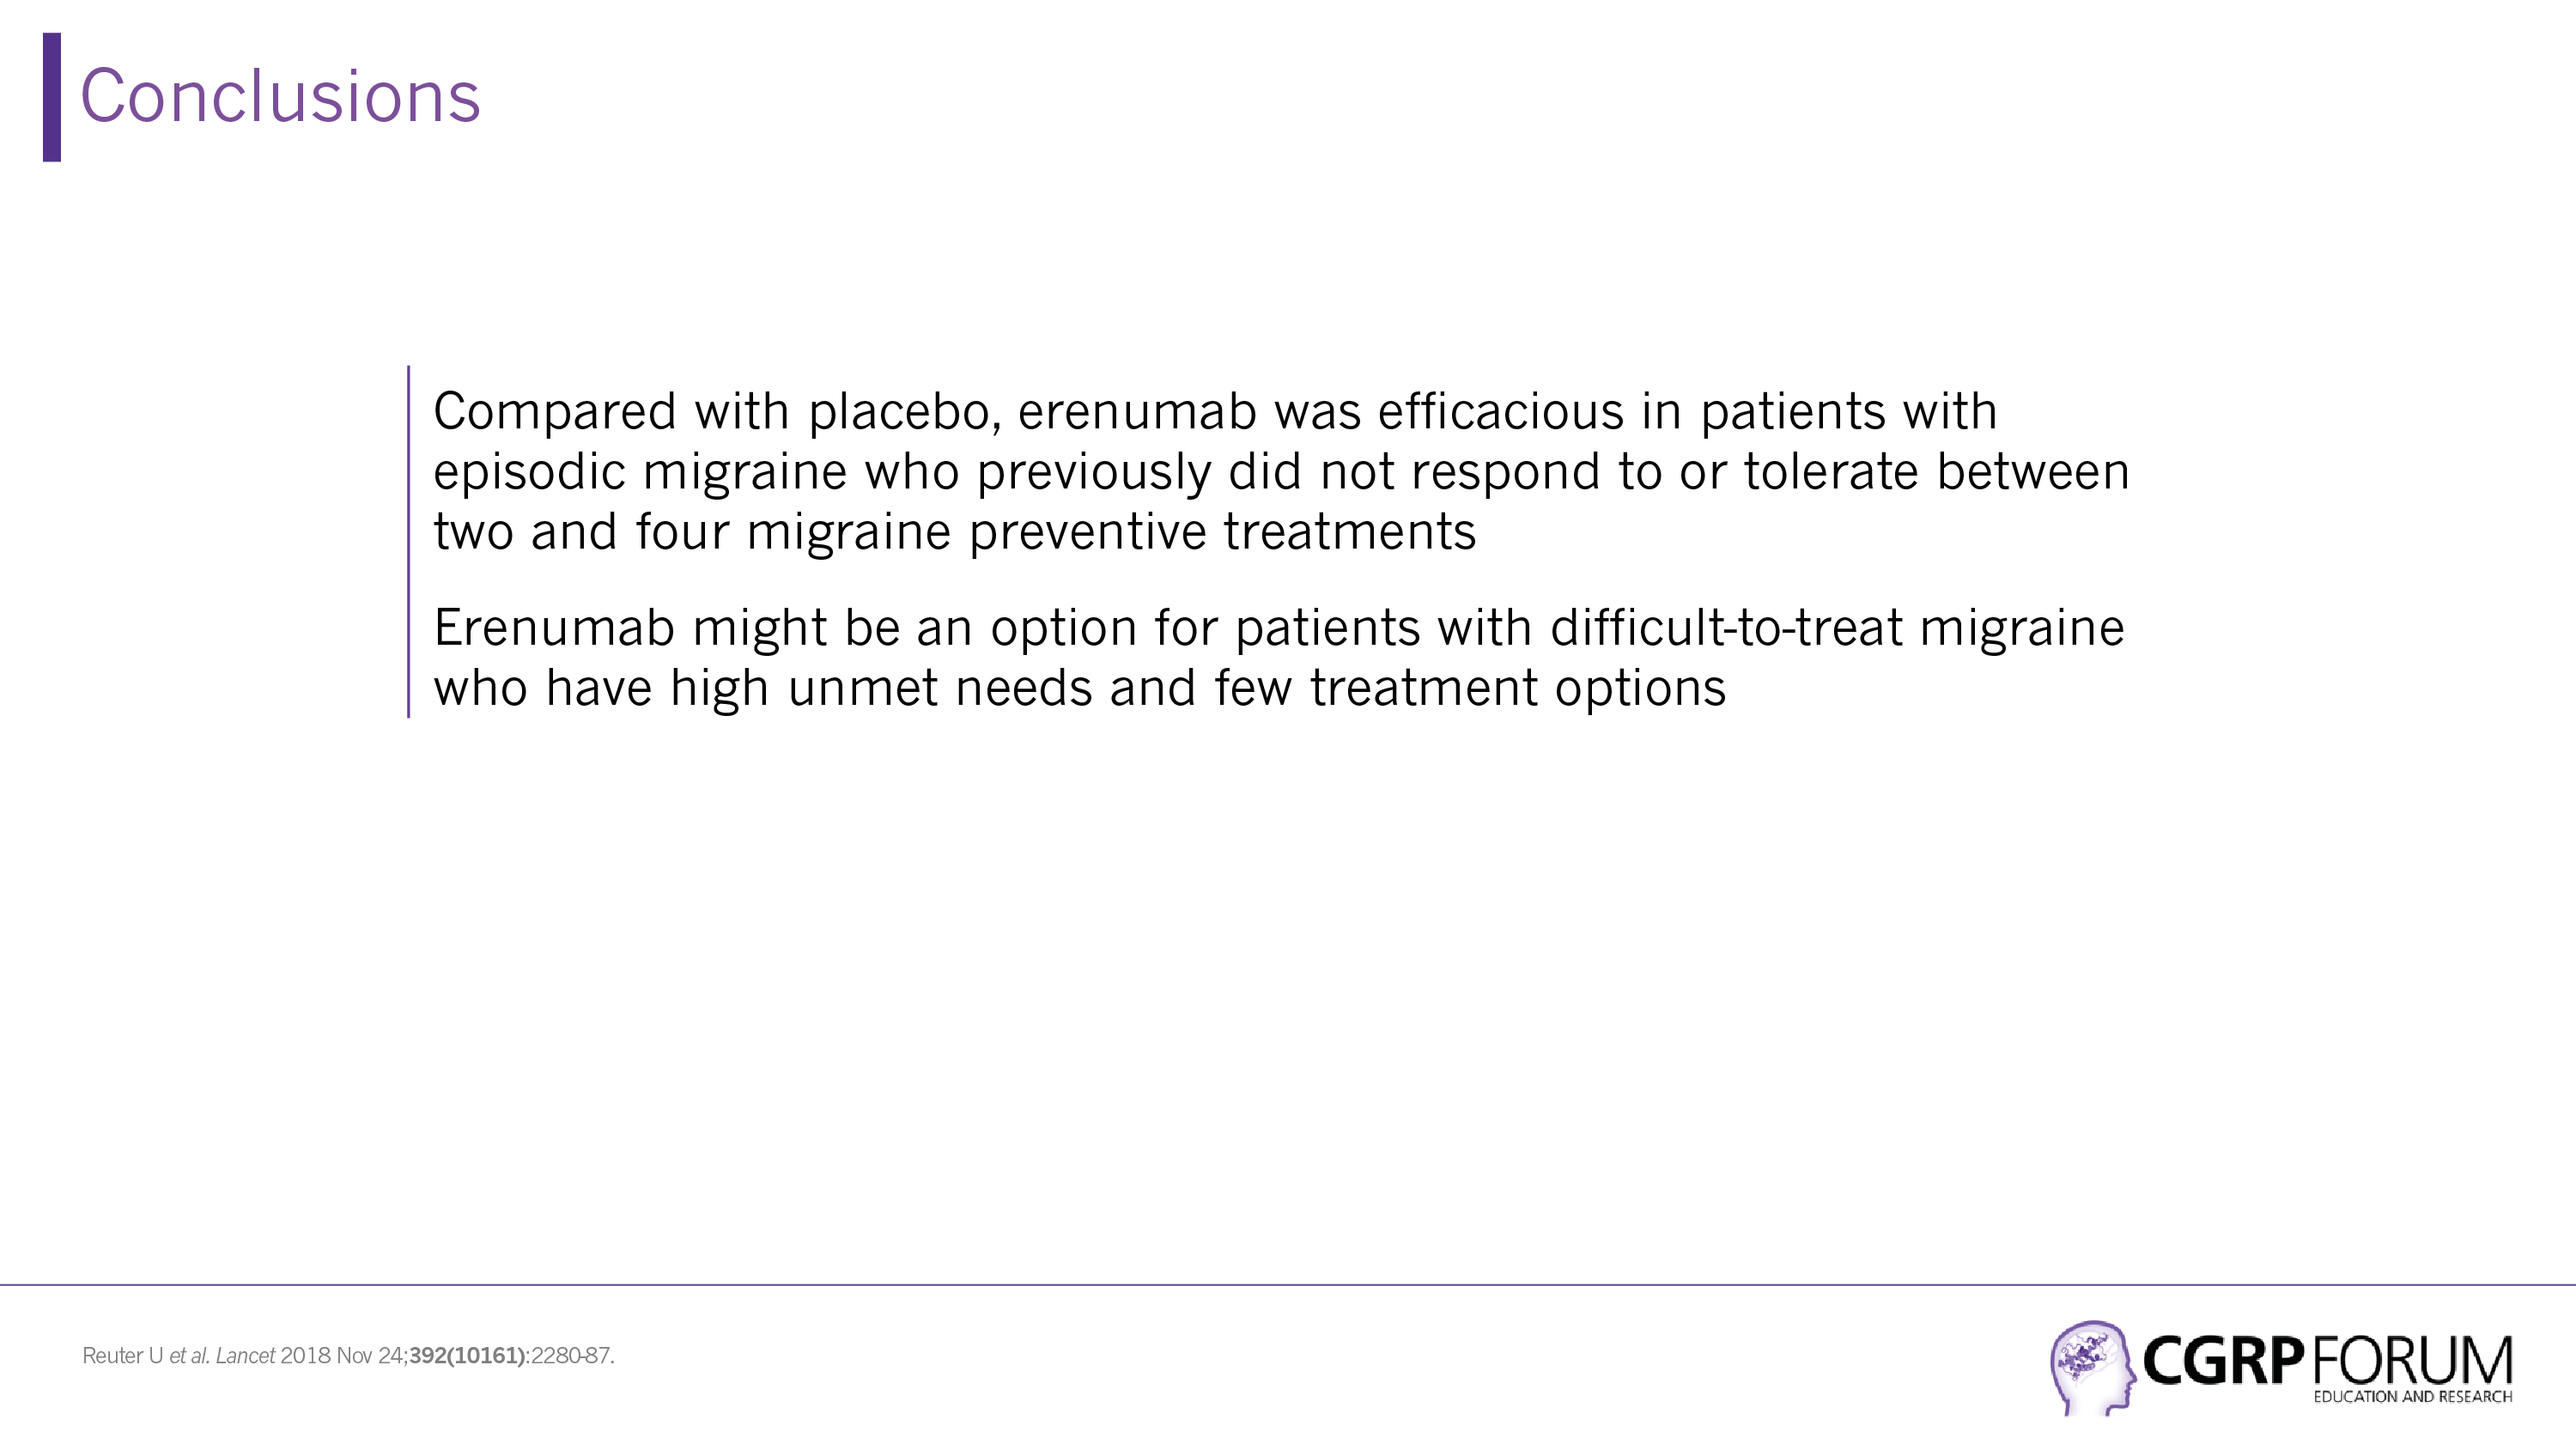 Conclusions
Compared with placebo, erenumab was efficacious in patients with
episodic migraine who previously did not respond to or tolerate between
two and four migraine preventive treatments
Erenumab might be an option for patients with difficult-to-treat migraine
who have high unmet needs and few treatment options
Reuter U et al. Lancet 2018 Nov 24;392(10161):2280-87.
CGRP FORUM
EDUCATION AND RESEARCH